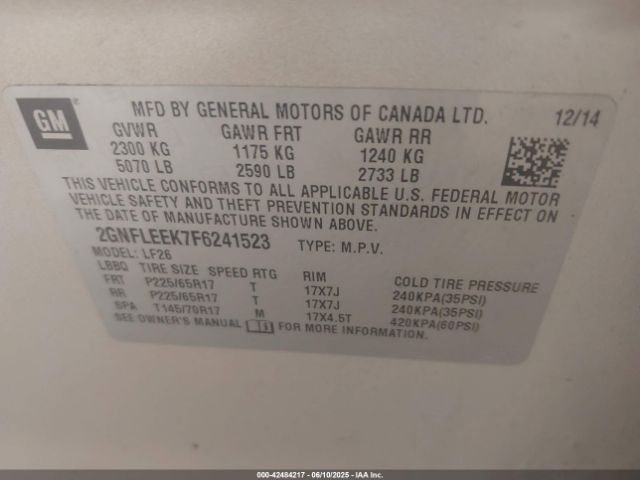 GM
MFD BY GENERAL MOTORS OF CANADA LTD. 12/14
GVWR GAWR FRT GAWR RR
2300 KG 1175 KG 1240 KG
5070 LB 2590 LB 2733 LB
THIS VEHICLE CONFORMS TO ALL APPLICABLE U.S. FEDERAL MOTOR
VEHICLE SAFETY AND THEFT PREVENTION STANDARDS IN EFFECT ON
THE DATE OF MANUFACTURE SHOWN ABOVE.
2GNFLEEK7F6241523 TYPE: M.P.V.
MODEL: LF26
LBBQ TIRE SIZE SPEED RTG RIM COLD TIRE PRESSURE
FRT P225/65R17 T 17X7J 240KPA(35PSI)
RR P225/65R17 T 17X7J 240KPA(35PSI)
SPA T145/70R17 M 17X4.5T 420KPA(60PSI)
SEE OWNER'S MANUAL FOR MORE INFORMATION.
000-42484217 - 06/10/2025 - IAA Inc.